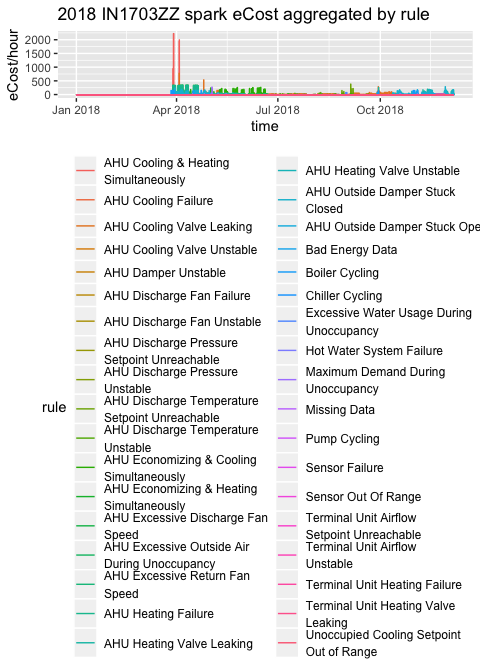 2018 IN1703ZZ spark eCost aggregated by rule
eCost/hour
2000
1500
1000
500
0
Jan 2018
Apr 2018
Jul 2018
Oct 2018
time
rule
AHU Cooling & Heating
Simultaneously
AHU Cooling Failure
AHU Cooling Valve Leaking
AHU Cooling Valve Unstable
AHU Damper Unstable
AHU Discharge Fan Failure
AHU Discharge Fan Unstable
AHU Discharge Pressure
Setpoint Unreachable
AHU Discharge Pressure
Unstable
AHU Discharge Temperature
Setpoint Unreachable
AHU Discharge Temperature
Unstable
AHU Economizing & Cooling
Simultaneously
AHU Economizing & Heating
Simultaneously
AHU Excessive Discharge Fan
Speed
AHU Excessive Outside Air
During Unoccupancy
AHU Excessive Return Fan
Speed
AHU Heating Failure
AHU Heating Valve Leaking
AHU Heating Valve Unstable
AHU Outside Damper Stuck
Closed
AHU Outside Damper Stuck Ope
Bad Energy Data
Boiler Cycling
Chiller Cycling
Excessive Water Usage During
Unoccupancy
Hot Water System Failure
Maximum Demand During
Unoccupancy
Missing Data
Pump Cycling
Sensor Failure
Sensor Out Of Range
Terminal Unit Airflow
Setpoint Unreachable
Terminal Unit Airflow
Unstable
Terminal Unit Heating Failure
Terminal Unit Heating Valve
Leaking
Unoccupied Cooling Setpoint
Out of Range